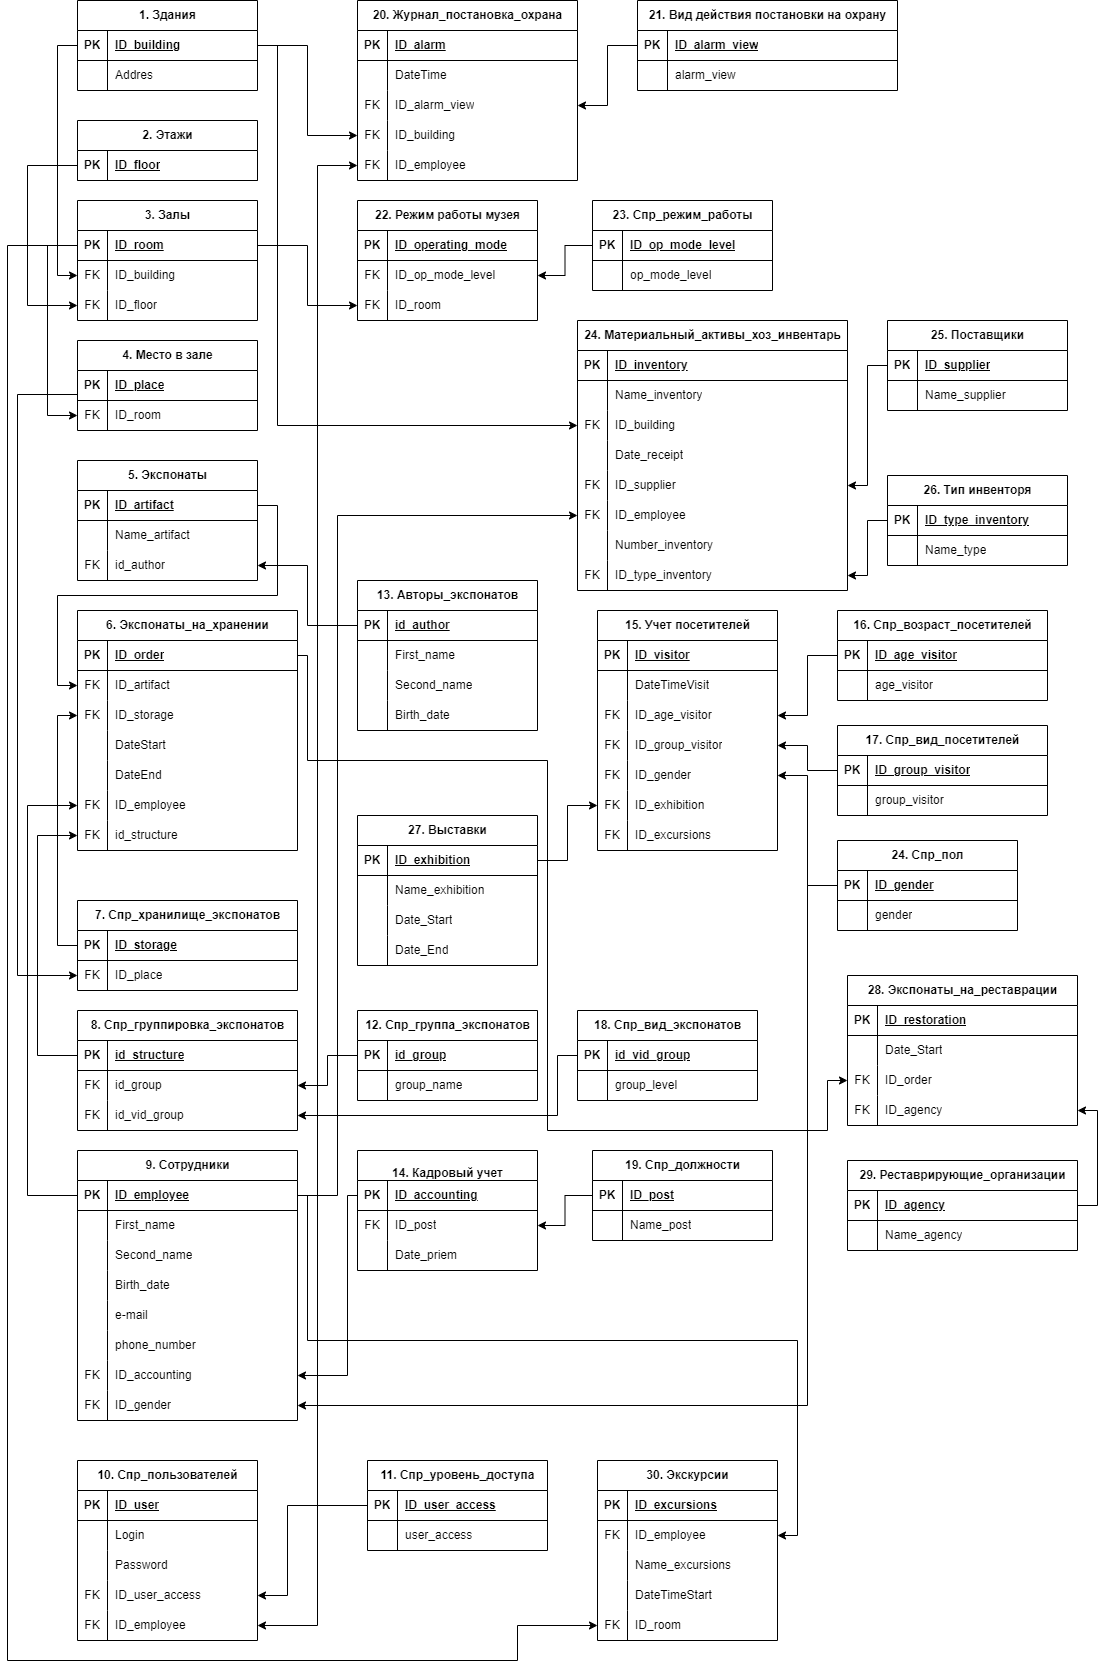 1. Здания
PK ID_building
Addres
20. Журнал_постановка_охрана
PK ID_alarm
DateTime
FK ID_alarm_view
FK ID_building
FK ID_employee
21. Вид действия постановки на охрану
PK ID_alarm_view
alarm_view
2. Этажи
PK ID_floor
3. Залы
PK ID_room
FK ID_building
FK ID_floor
22. Режим работы музея
PK ID_operating_mode
FK ID_op_mode_level
FK ID_room
23. Спр_режим_работы
PK ID_op_mode_level
op_mode_level
4. Место в зале
PK ID_place
FK ID_room
24. Материальный_активы_хоз_инвентарь
PK ID_inventory
Name_inventory
FK ID_building
Date_receipt
FK ID_supplier
FK ID_employee
Number_inventory
FK ID_type_inventory
25. Поставщики
PK ID_supplier
Name_supplier
26. Тип инвенторя
PK ID_type_inventory
Name_type
5. Экспонаты
PK ID_artifact
Name_artifact
FK id_author
13. Авторы_экспонатов
PK id_author
First_name
Second_name
Birth_date
6. Экспонаты_на_хранении
PK ID_order
FK ID_artifact
FK ID_storage
DateStart
DateEnd
FK ID_employee
FK id_structure
15. Учет посетителей
PK ID_visitor
DateTimeVisit
FK ID_age_visitor
FK ID_group_visitor
FK ID_gender
FK ID_exhibition
FK ID_excursions
16. Спр_возраст_посетителей
PK ID_age_visitor
age_visitor
17. Спр_вид_посетителей
PK ID_group_visitor
group_visitor
27. Выставки
PK ID_exhibition
Name_exhibition
Date_Start
Date_End
24. Спр_пол
PK ID_gender
gender
7. Спр_хранилище_экспонатов
PK ID_storage
FK ID_place
28. Экспонаты_на_реставрации
PK ID_restoration
Date_Start
FK ID_order
FK ID_agency
8. Спр_группировка_экспонатов
PK id_structure
FK id_group
FK id_vid_group
12. Спр_группа_экспонатов
PK id_group
group_name
18. Спр_вид_экспонатов
PK id_vid_group
group_level
9. Сотрудники
PK ID_employee
First_name
Second_name
Birth_date
e-mail
phone_number
FK ID_accounting
FK ID_gender
14. Кадровый учет
PK ID_accounting
FK ID_post
Date_priem
19. Спр_должности
PK ID_post
Name_post
29. Реставрирующие_организации
PK ID_agency
Name_agency
10. Спр_пользователей
PK ID_user
Login
Password
FK ID_user_access
FK ID_employee
11. Спр_уровень_доступа
PK ID_user_access
user_access
30. Экскурсии
PK ID_excursions
FK ID_employee
Name_excursions
DateTimeStart
FK ID_room